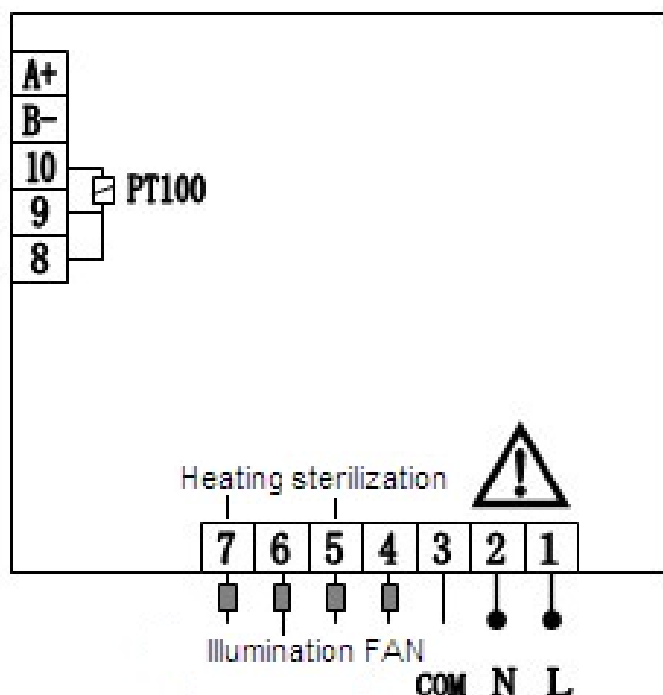 A+
B-
10
9
8
PT100
Heating sterilization
7 6 5 4 3 2 1
Illumination FAN
COM N L